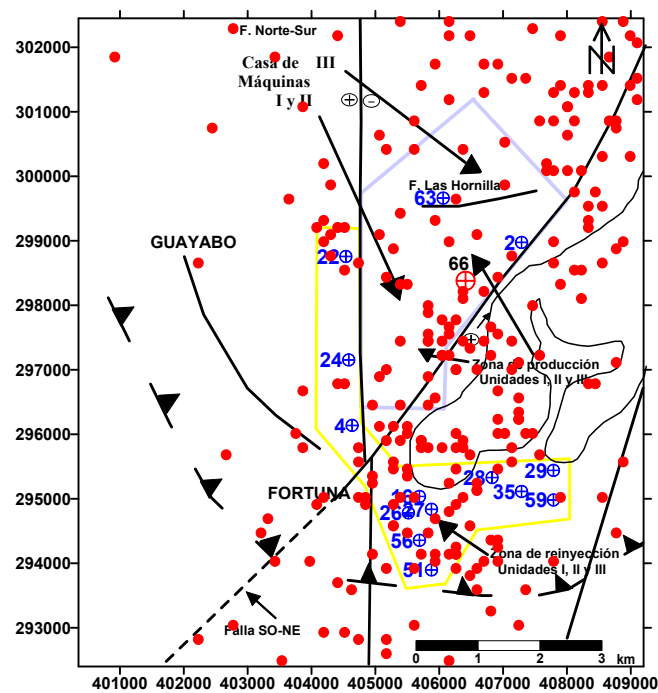 302000
301000
300000
299000
298000
297000
296000
295000
294000
293000
F. Norte-Sur
N
Casa de III
Máquinas
I y II
+
-
F. Las Hornilla
63
2
GUAYABO
22
66
+
24
Zona de producción
Unidades I, II y III
4
FORTUNA
28
29
35
59
27
26
56
51
Zona de reinyección
Unidades I, II y III
Falla SO-NE
0 1 2 3 km
401000 402000 403000 404000 405000 406000 407000 408000 409000